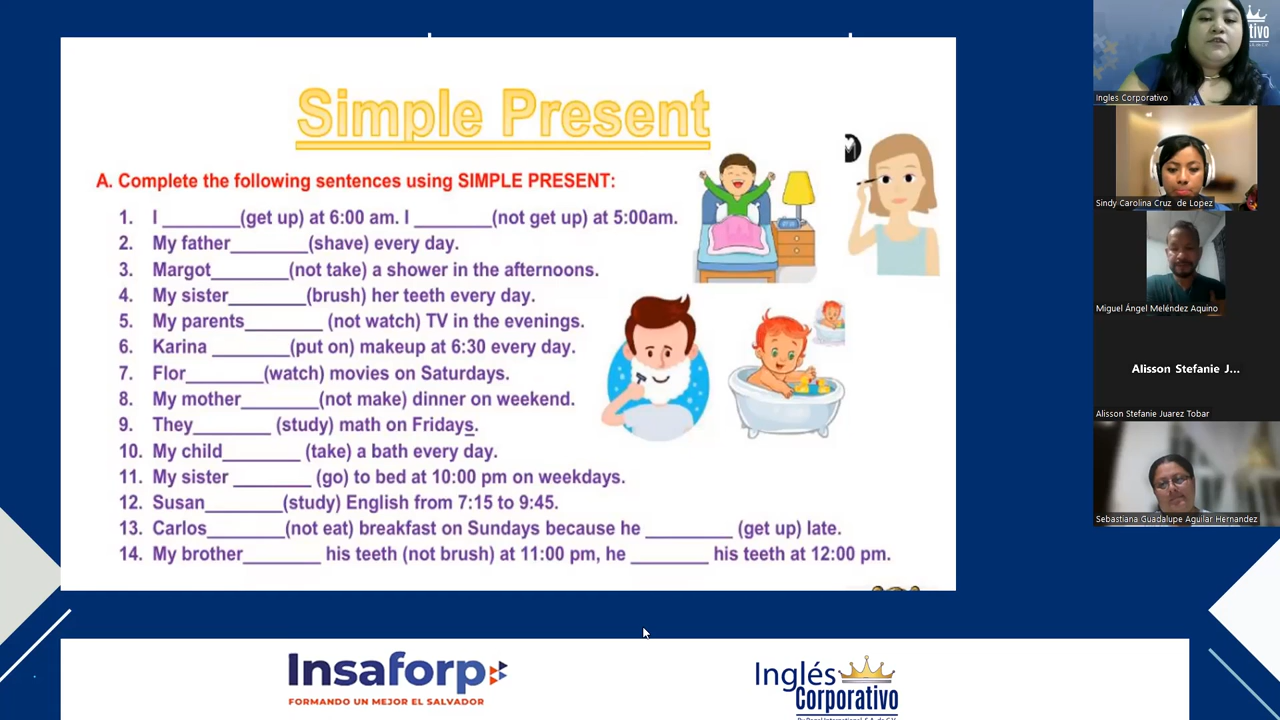 Simple Present
A. Complete the following sentences using SIMPLE PRESENT:
1. I ________(get up) at 6:00 am. I ________(not get up) at 5:00am.
2. My father________(shave) every day.
3. Margot________(not take) a shower in the afternoons.
4. My sister________(brush) her teeth every day.
5. My parents________ (not watch) TV in the evenings.
6. Karina ________(put on) makeup at 6:30 every day.
7. Flor________(watch) movies on Saturdays.
8. My mother________(not make) dinner on weekend.
9. They________ (study) math on Fridays.
10. My child________ (take) a bath every day.
11. My sister ________ (go) to bed at 10:00 pm on weekdays.
12. Susan________(study) English from 7:15 to 9:45.
13. Carlos________(not eat) breakfast on Sundays because he _________ (get up) late.
14. My brother________ his teeth (not brush) at 11:00 pm, he ________ his teeth at 12:00 pm.
Insaforp
FORMANDO UN MEJOR EL SALVADOR
Inglés
Corporativo
Ingles Corporativo
Sindy Carolina Cruz de Lopez
Miguel Ángel Meléndez Aquino
Alisson Stefanie J...
Alisson Stefanie Juarez Tobar
Sebastiana Guadalupe Aguilar Hernandez